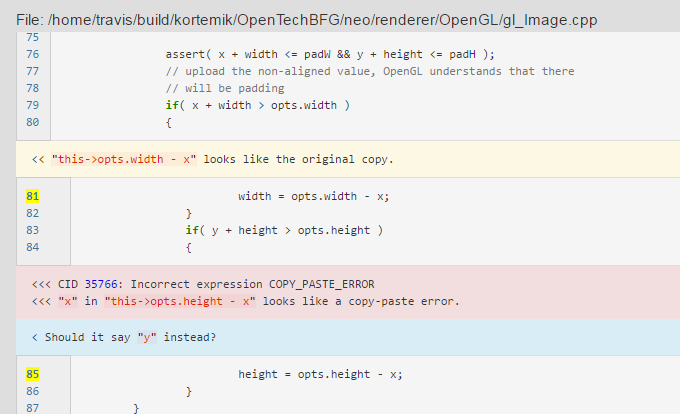 File: /home/travis/build/kortemik/OpenTechBFG/neo/renderer/OpenGL/gl_Image.cpp
75
76 assert( x + width <= padW && y + height <= padH );
77 // upload the non-aligned value, OpenGL understands that there
78 // will be padding
79 if( x + width > opts.width )
80 {
<< "this->opts.width - x" looks like the original copy.
81 width = opts.width - x;
82 }
83 if( y + height > opts.height )
84 {
<<< CID 35766: Incorrect expression COPY_PASTE_ERROR
<<< "x" in "this->opts.height - x" looks like a copy-paste error.
< Should it say "y" instead?
85 height = opts.height - x;
86 }
87 }